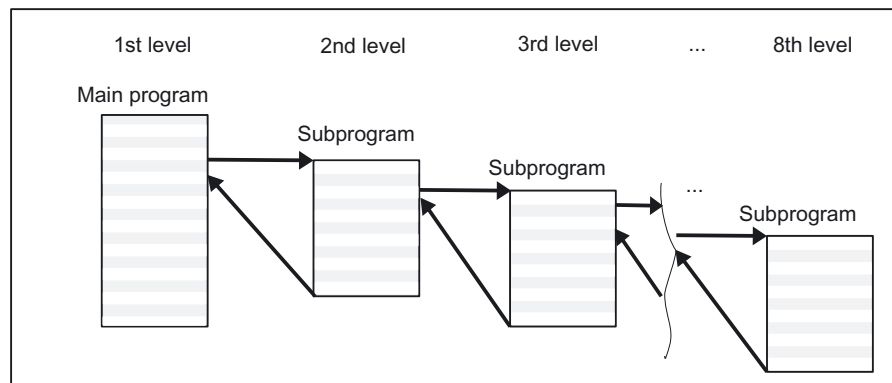 1st level 2nd level 3rd level ... 8th level
Main program
Subprogram
Subprogram
...
Subprogram